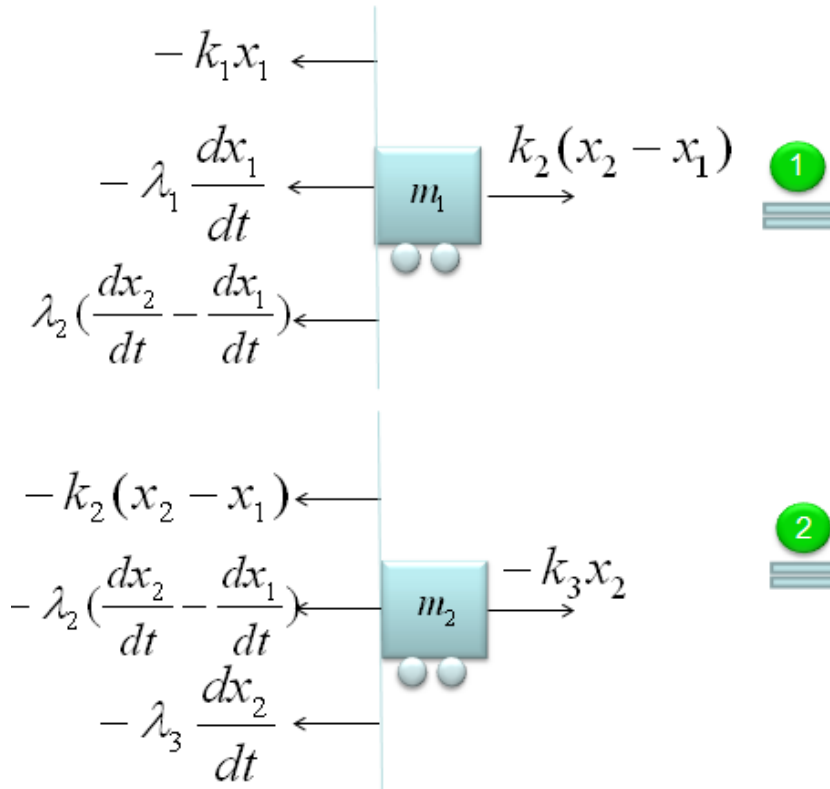 -k₁x₁
-λ₁ dx₁/dt
m₁
k₂(x₂ - x₁)
1
λ₂(dx₂/dt - dx₁/dt)
-k₂(x₂ - x₁)
2
-λ₂(dx₂/dt - dx₁/dt)
m₂
-k₃x₂
-λ₃ dx₂/dt